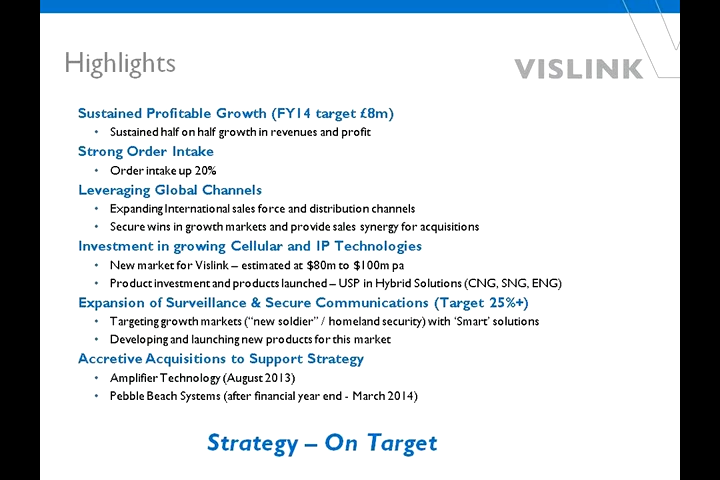 Highlights
VISLINK
Sustained Profitable Growth (FY14 target £8m)
• Sustained half on half growth in revenues and profit
Strong Order Intake
• Order intake up 20%
Leveraging Global Channels
• Expanding International sales force and distribution channels
• Secure wins in growth markets and provide sales synergy for acquisitions
Investment in growing Cellular and IP Technologies
• New market for Vislink – estimated at $80m to $100m pa
• Product investment and products launched – USP in Hybrid Solutions (CNG, SNG, ENG)
Expansion of Surveillance & Secure Communications (Target 25%+)
• Targeting growth markets ("new soldier" / homeland security) with 'Smart' solutions
• Developing and launching new products for this market
Accretive Acquisitions to Support Strategy
• Amplifier Technology (August 2013)
• Pebble Beach Systems (after financial year end - March 2014)
Strategy – On Target